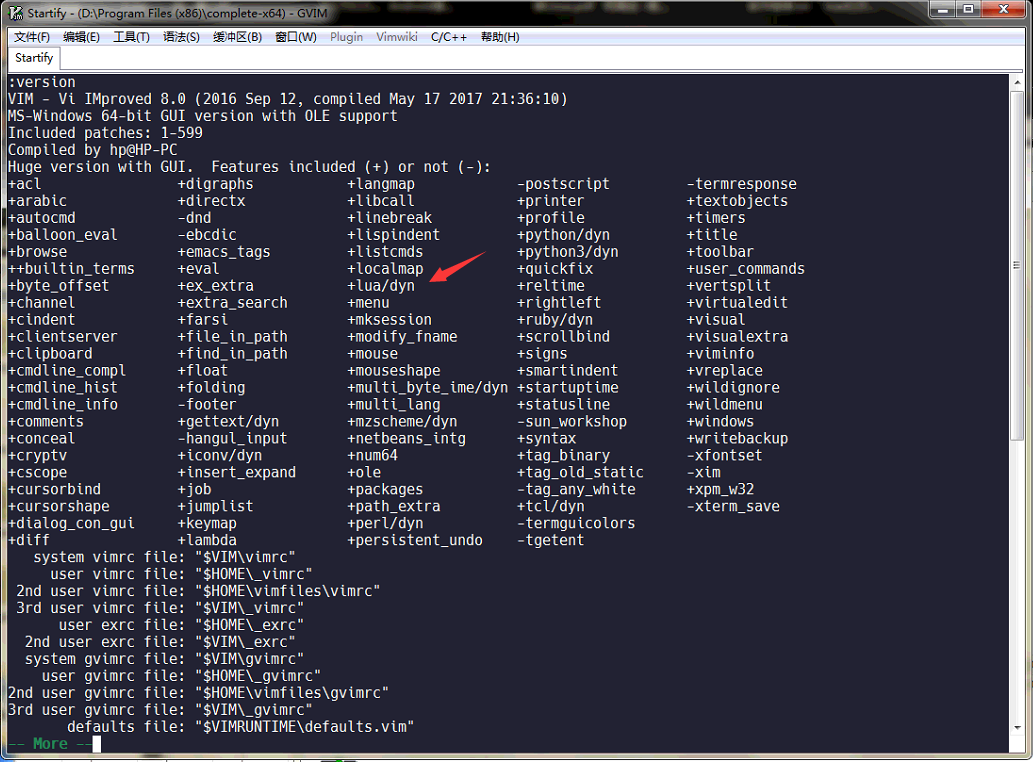 Startify - (D:\Program Files (x86)\complete-x64) - GVIM
文件(F) 编辑(E) 工具(T) 语法(S) 缓冲区(B) 窗口(W) Plugin Vimwiki C/C++ 帮助(H)
Startify
:version
VIM - Vi IMproved 8.0 (2016 Sep 12, compiled May 17 2017 21:36:10)
MS-Windows 64-bit GUI version with OLE support
Included patches: 1-599
Compiled by hp@HP-PC
Huge version with GUI.  Features included (+) or not (-):
+acl +digraphs +langmap -postscript -termresponse
+arabic +directx +libcall +printer +textobjects
+autocmd -dnd +linebreak +profile +timers
+balloon_eval -ebcdic +lispindent +python/dyn +title
+browse +emacs_tags +listcmds +python3/dyn +toolbar
++builtin_terms +eval +localmap +quickfix +user_commands
+byte_offset +ex_extra +lua/dyn +reltime +vertsplit
+channel +extra_search +menu +rightleft +virtualedit
+cindent +farsi +mksession +ruby/dyn +visual
+clientserver +file_in_path +modify_fname +scrollbind +visualextra
+clipboard +find_in_path +mouse +signs +viminfo
+cmdline_compl +float +mouseshape +smartindent +vreplace
+cmdline_hist +folding +multi_byte_ime/dyn +startuptime +wildignore
+cmdline_info -footer +multi_lang +statusline +wildmenu
+comments +gettext/dyn +mzscheme/dyn -sun_workshop +windows
+conceal -hangul_input +netbeans_intg +syntax +writebackup
+cryptv +iconv/dyn +num64 +tag_binary -xfontset
+cscope +insert_expand +ole +tag_old_static -xim
+cursorbind +job +packages -tag_any_white +xpm_w32
+cursorshape +jumplist +path_extra +tcl/dyn -xterm_save
+dialog_con_gui +keymap +perl/dyn -termguicolors
+diff +lambda +persistent_undo -tgetent
system vimrc file: "$VIM\vimrc"
user vimrc file: "$HOME\_vimrc"
2nd user vimrc file: "$HOME\vimfiles\vimrc"
3rd user vimrc file: "$VIM\_vimrc"
user exrc file: "$HOME\_exrc"
2nd user exrc file: "$VIM\_exrc"
system gvimrc file: "$VIM\gvimrc"
user gvimrc file: "$HOME\_gvimrc"
2nd user gvimrc file: "$HOME\vimfiles\gvimrc"
3rd user gvimrc file: "$VIM\_gvimrc"
defaults file: "$VIMRUNTIME\defaults.vim"
-- More --